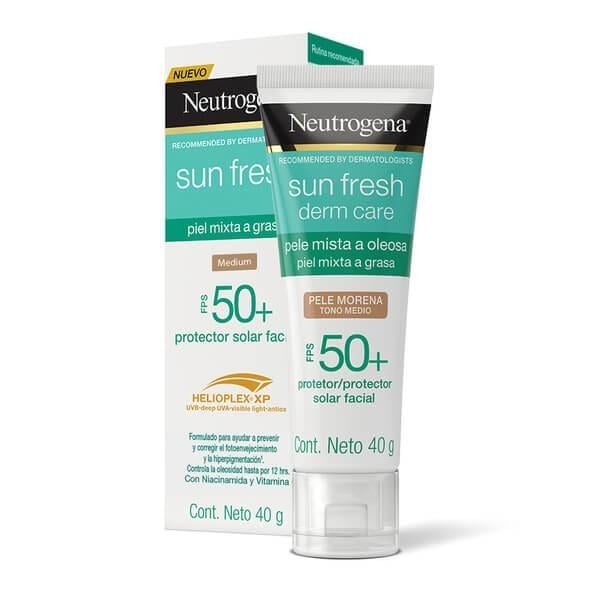 Rutina recomendada
NUEVO
Neutrogena
RECOMMENDED BY DERMATO
sun fres
piel mixta a grasa
Medium
FPS 50+
protector solar facial
HELIOPLEX® XP
UVB-deep UVA-visible light-antiox
Formulado para ayudar a prevenir
y corregir el fotoenvejecimiento
y la hiperpigmentación¹.
Controla la oleosidad hasta por 12 hrs.
Con Niacinamida y Vitamina
Cont. Neto 40 g
Neutrogena®
RECOMMENDED BY DERMATOLOGISTS
sun fresh
derm care
pele mista a oleosa
piel mixta a grasa
PELE MORENA
TONO MEDIO
FPS 50+
protetor/protector
solar facial
Cont. Neto 40 g